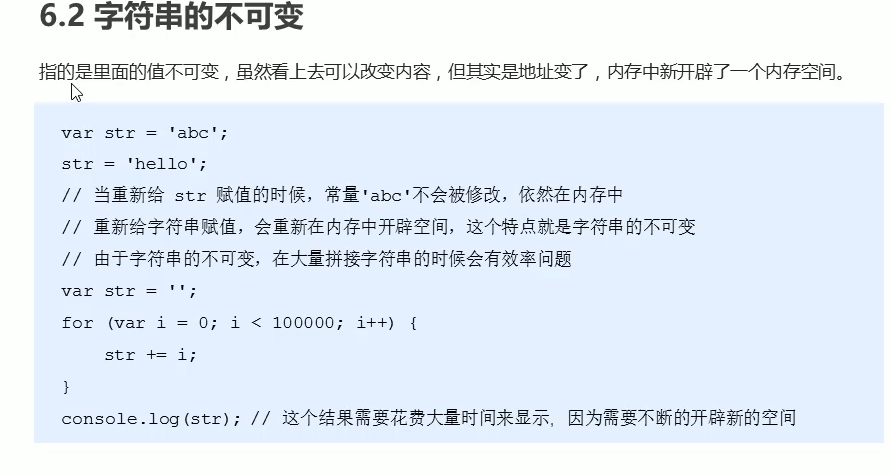 6.2 字符串的不可变
指的是里面的值不可变，虽然看上去可以改变内容，但其实是地址变了，内存中新开辟了一个内存空间。
var str = 'abc';
str = 'hello';
// 当重新给 str 赋值的时候，常量'abc'不会被修改，依然在内存中
// 重新给字符串赋值，会重新在内存中开辟空间，这个特点就是字符串的不可变
// 由于字符串的不可变，在大量拼接字符串的时候会有效率问题
var str = '';
for (var i = 0; i < 100000; i++) {
    str += i;
}
console.log(str); // 这个结果需要花费大量时间来显示，因为需要不断的开辟新的空间